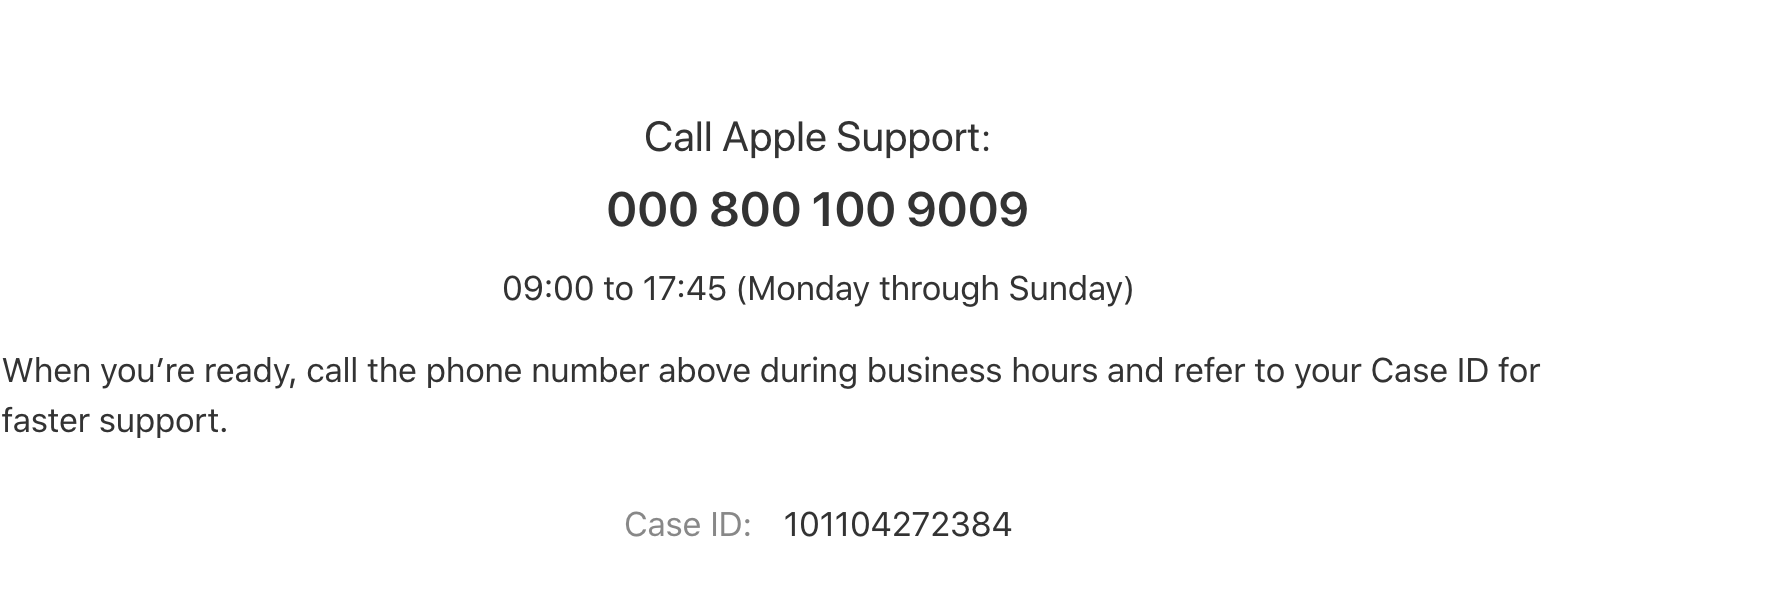 Call Apple Support:
000 800 100 9009
09:00 to 17:45 (Monday through Sunday)
When you’re ready, call the phone number above during business hours and refer to your Case ID for
faster support.
Case ID: 101104272384